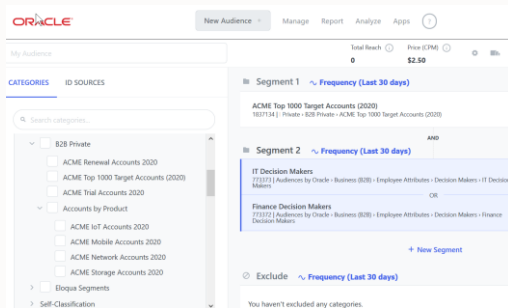 ORACLE
New Audience
Manage
Report
Analyze
Apps
?
My Audience
Total Reach
0
Price (CPM)
$2.50
CATEGORIES
ID SOURCES
Search categories...
B2B Private
ACME Renewal Accounts 2020
ACME Top 1000 Target Accounts (2020)
ACME Trial Accounts 2020
Accounts by Product
ACME IoT Accounts 2020
ACME Mobile Accounts 2020
ACME Network Accounts 2020
ACME Storage Accounts 2020
Eloqua Segments
Self-Classification
Segment 1 Frequency (Last 30 days)
ACME Top 1000 Target Accounts (2020)
1837134 | Private › B2B Private › ACME Top 1000 Target Accounts (2020)
AND
Segment 2 Frequency (Last 30 days)
IT Decision Makers
773373 | Audiences by Oracle › Business (B2B) › Employee Attributes › Decision Makers › IT Decision
Makers
OR
Finance Decision Makers
773372 | Audiences by Oracle › Business (B2B) › Employee Attributes › Decision Makers › Finance
Decision Makers
+ New Segment
Exclude Frequency (Last 30 days)
You haven't excluded any categories.